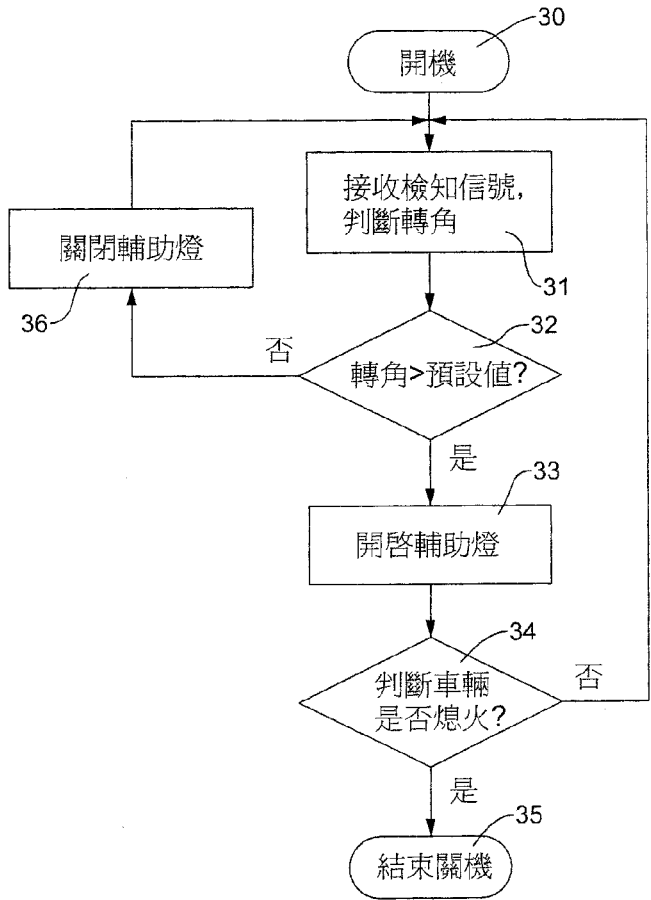 30
開機
接收檢知信號,
判斷轉角
31
關閉輔助燈
36
32
轉角>預設值?
否
是
33
開啓輔助燈
34
判斷車輛
是否熄火?
否
是
35
結束關機